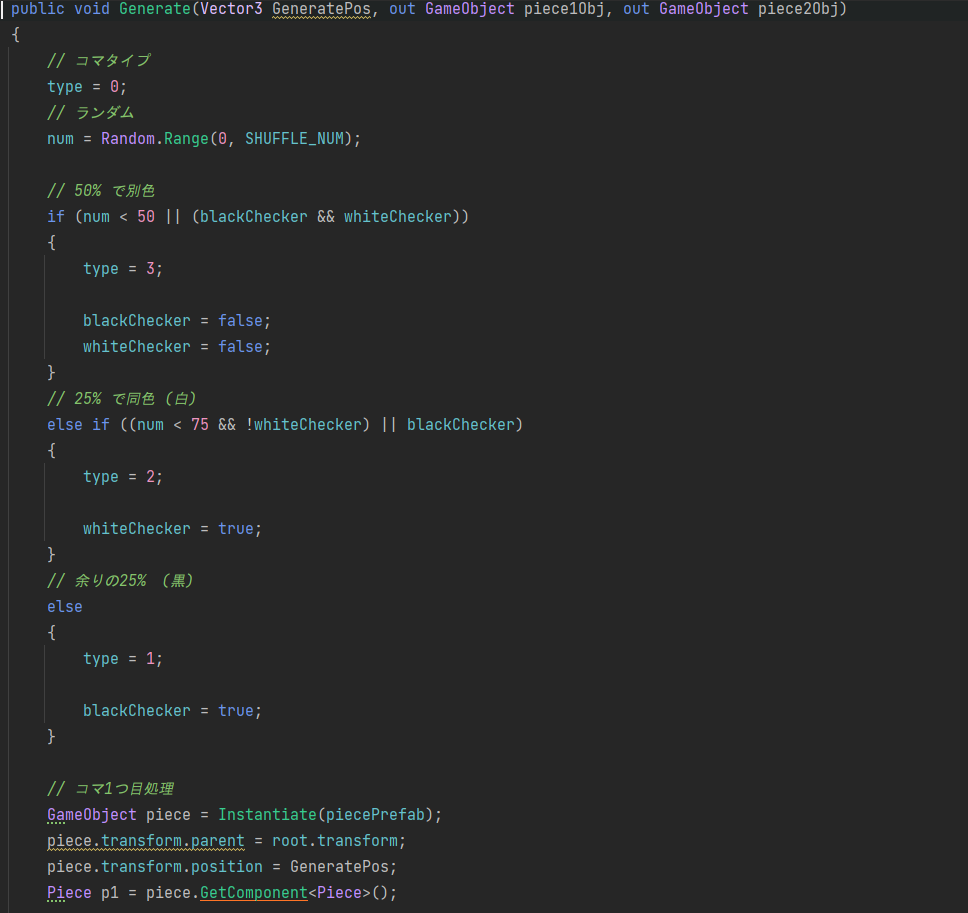 public void Generate(Vector3 GeneratePos, out GameObject piece1Obj, out GameObject piece2Obj)
{
    // コマタイプ
    type = 0;
    // ランダム
    num = Random.Range(0, SHUFFLE_NUM);

    // 50% で別色
    if (num < 50 || (blackChecker && whiteChecker))
    {
        type = 3;

        blackChecker = false;
        whiteChecker = false;
    }
    // 25% で同色 (白)
    else if ((num < 75 && !whiteChecker) || blackChecker)
    {
        type = 2;

        whiteChecker = true;
    }
    // 余りの25% (黒)
    else
    {
        type = 1;

        blackChecker = true;
    }

    // コマ1つ目処理
    GameObject piece = Instantiate(piecePrefab);
    piece.transform.parent = root.transform;
    piece.transform.position = GeneratePos;
    Piece p1 = piece.GetComponent<Piece>();